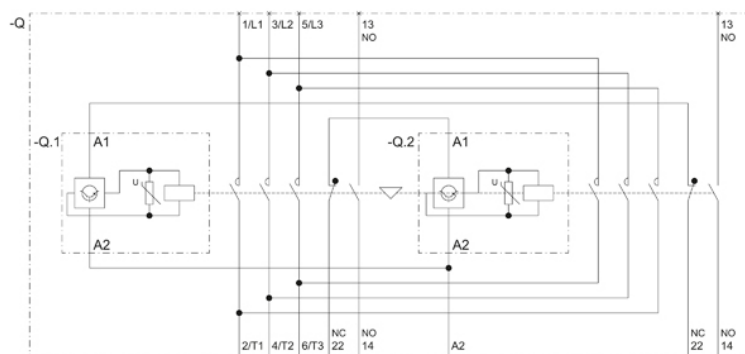 -Q
1/L1 3/L2 5/L3 13 NO 13 NO
-Q.1 A1 -Q.2 A1
U U
A2 A2
2/T1 4/T2 6/T3 NC 22 NO 14 A2 NC 22 NO 14